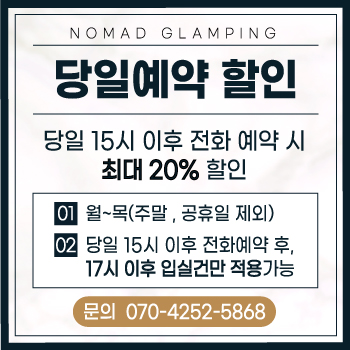 NOMAD GLAMPING
당일예약 할인
당일 15시 이후 전화 예약 시
최대 20% 할인
01 월~목(주말 , 공휴일 제외)
02 당일 15시 이후 전화예약 후,
17시 이후 입실건만 적용가능
문의 070-4252-5868